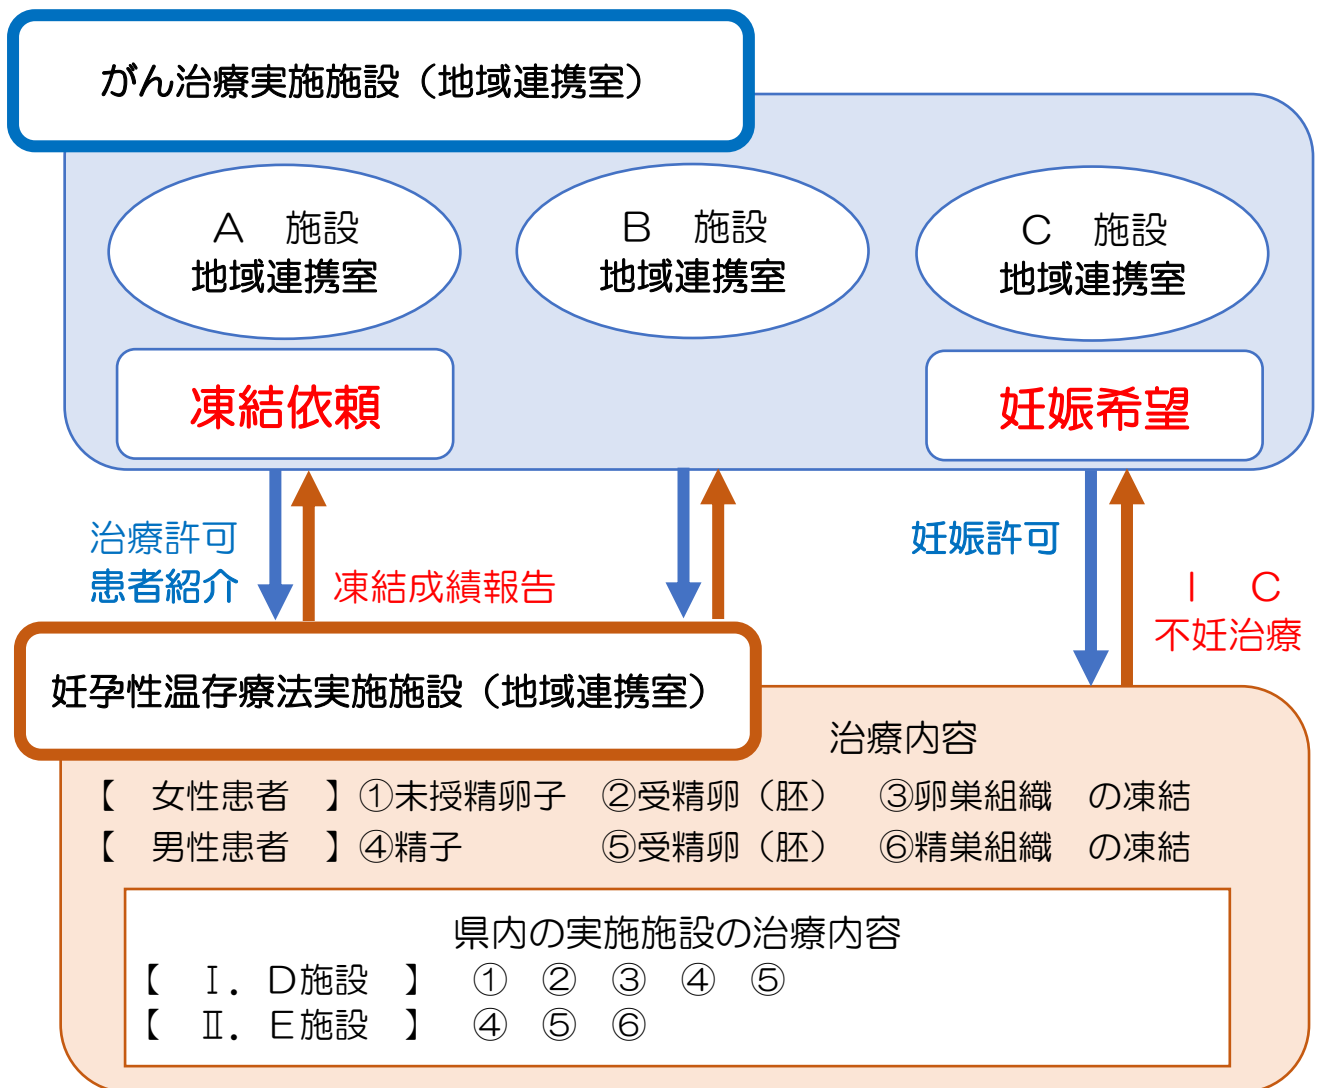 がん治療実施施設（地域連携室）
Ａ　施設
地域連携室
Ｂ　施設
地域連携室
Ｃ　施設
地域連携室
凍結依頼
妊娠希望
治療許可
患者紹介
凍結成績報告
妊娠許可
Ｉ　Ｃ
不妊治療
妊孕性温存療法実施施設（地域連携室）
治療内容
【　女性患者　】①未授精卵子　②受精卵（胚）　③卵巣組織　の凍結
【　男性患者　】④精子　　　　⑤受精卵（胚）　⑥精巣組織　の凍結
県内の実施施設の治療内容
【　Ⅰ．Ｄ施設　】　①　②　③　④　⑤
【　Ⅱ．Ｅ施設　】　④　⑤　⑥